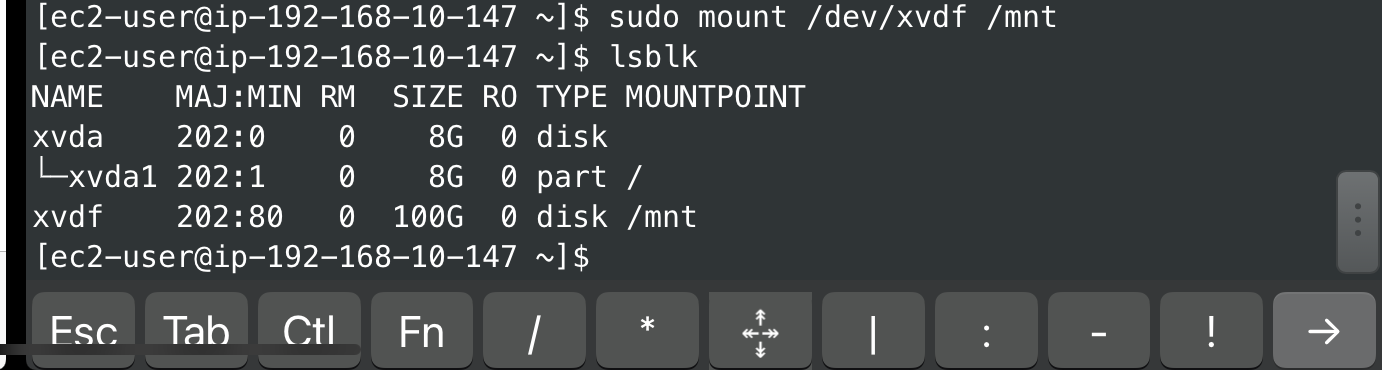 [ec2-user@ip-192-168-10-147 ~]$ sudo mount /dev/xvdf /mnt
[ec2-user@ip-192-168-10-147 ~]$ lsblk
NAME    MAJ:MIN RM  SIZE RO TYPE MOUNTPOINT
xvda    202:0    0    8G  0 disk
└─xvda1 202:1    0    8G  0 part /
xvdf    202:80   0  100G  0 disk /mnt
[ec2-user@ip-192-168-10-147 ~]$
Esc Tab Ctl Fn / * | : - ! →